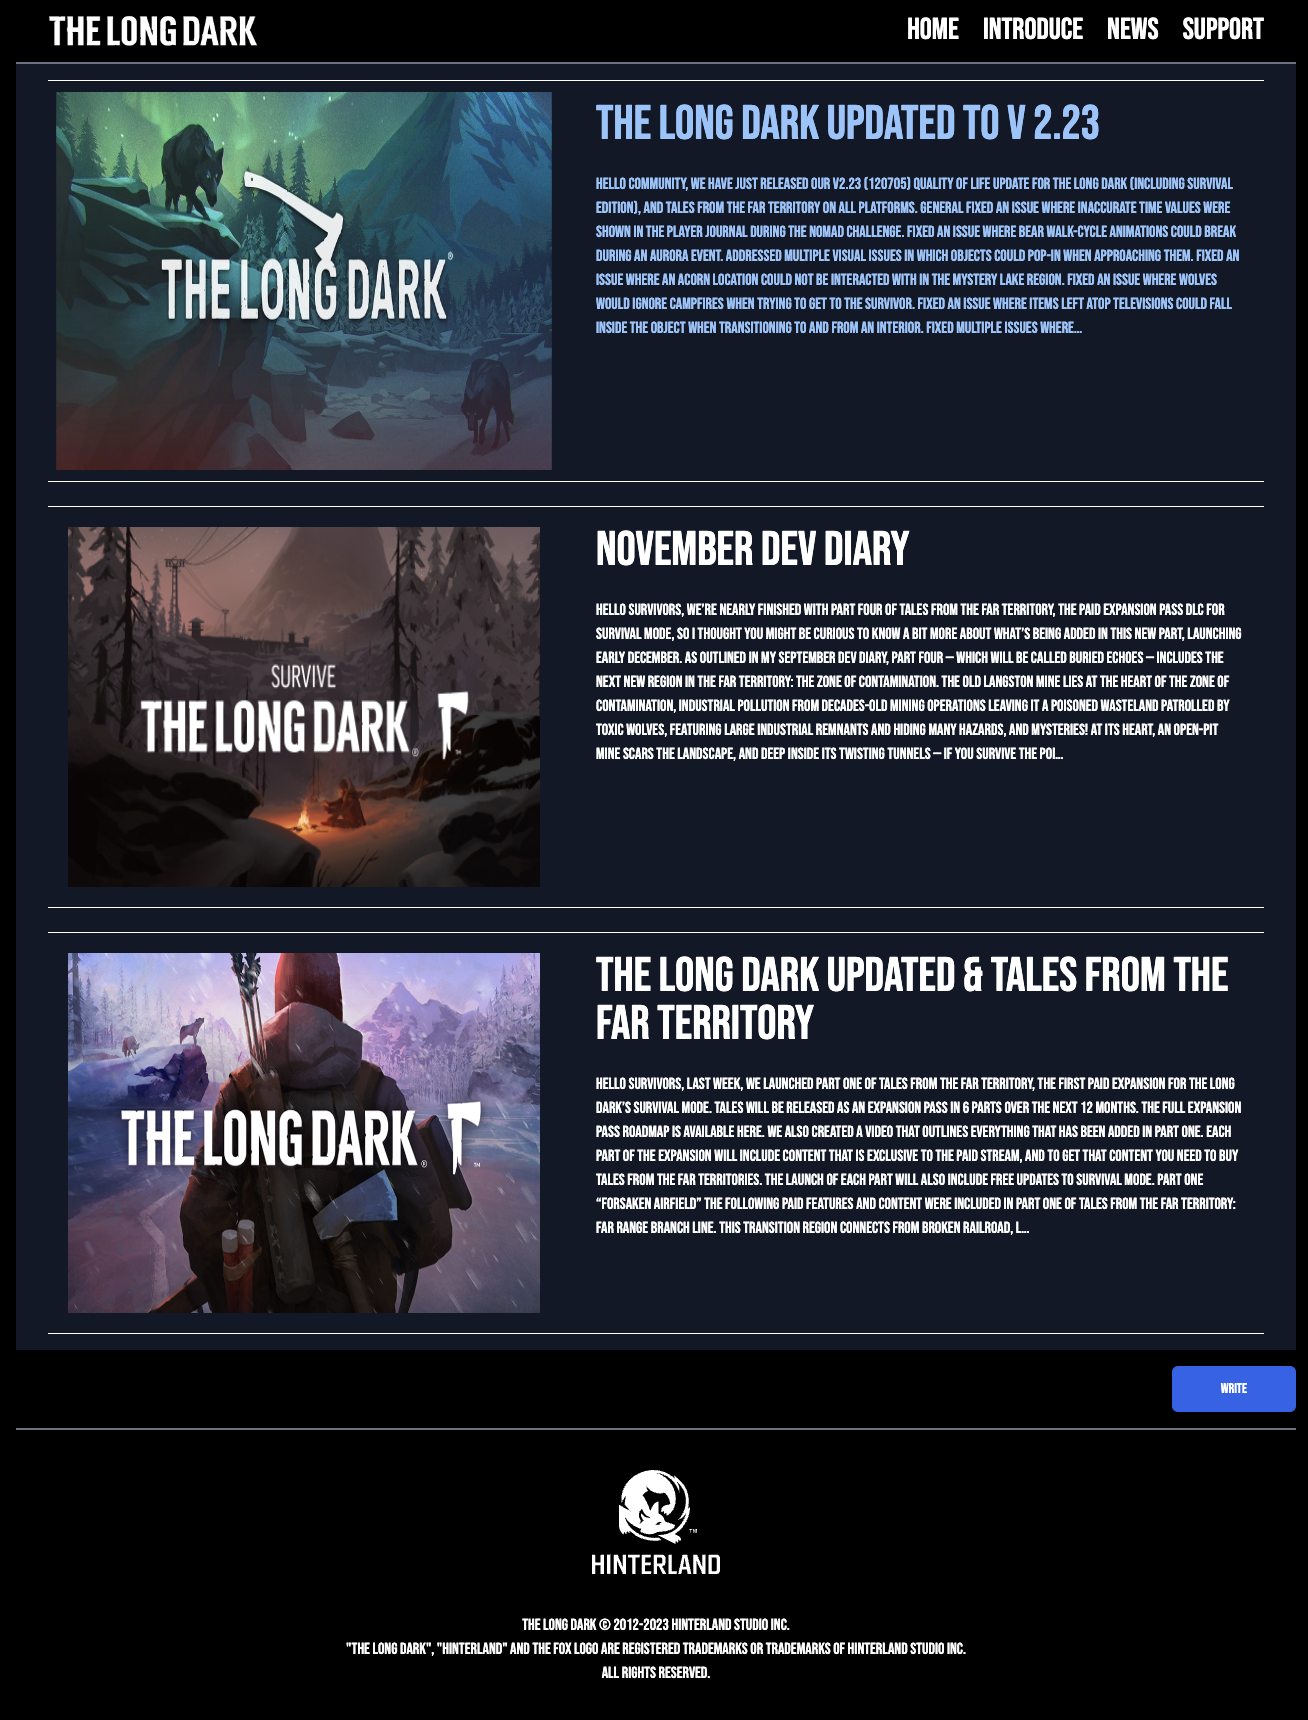 THE LONG DARK
HOME INTRODUCE NEWS SUPPORT
THE LONG DARK®
THE LONG DARK UPDATED TO V 2.23
HELLO COMMUNITY, WE HAVE JUST RELEASED OUR V2.23 (120705) QUALITY OF LIFE UPDATE FOR THE LONG DARK (INCLUDING SURVIVAL
EDITION), AND TALES FROM THE FAR TERRITORY ON ALL PLATFORMS. GENERAL FIXED AN ISSUE WHERE INACCURATE TIME VALUES WERE
SHOWN IN THE PLAYER JOURNAL DURING THE NOMAD CHALLENGE. FIXED AN ISSUE WHERE BEAR WALK-CYCLE ANIMATIONS COULD BREAK
DURING AN AURORA EVENT. ADDRESSED MULTIPLE VISUAL ISSUES IN WHICH OBJECTS COULD POP-IN WHEN APPROACHING THEM. FIXED AN
ISSUE WHERE AN ACORN LOCATION COULD NOT BE INTERACTED WITH IN THE MYSTERY LAKE REGION. FIXED AN ISSUE WHERE WOLVES
WOULD IGNORE CAMPFIRES WHEN TRYING TO GET TO THE SURVIVOR. FIXED AN ISSUE WHERE ITEMS LEFT ATOP TELEVISIONS COULD FALL
INSIDE THE OBJECT WHEN TRANSITIONING TO AND FROM AN INTERIOR. FIXED MULTIPLE ISSUES WHERE...
SURVIVE
THE LONG DARK® ™
NOVEMBER DEV DIARY
HELLO SURVIVORS, WE'RE NEARLY FINISHED WITH PART FOUR OF TALES FROM THE FAR TERRITORY, THE PAID EXPANSION PASS DLC FOR
SURVIVAL MODE, SO I THOUGHT YOU MIGHT BE CURIOUS TO KNOW A BIT MORE ABOUT WHAT'S BEING ADDED IN THIS NEW PART, LAUNCHING
EARLY DECEMBER. AS OUTLINED IN MY SEPTEMBER DEV DIARY, PART FOUR – WHICH WILL BE CALLED BURIED ECHOES – INCLUDES THE
NEXT NEW REGION IN THE FAR TERRITORY: THE ZONE OF CONTAMINATION. THE OLD LANGSTON MINE LIES AT THE HEART OF THE ZONE OF
CONTAMINATION, INDUSTRIAL POLLUTION FROM DECADES-OLD MINING OPERATIONS LEAVING IT A POISONED WASTELAND PATROLLED BY
TOXIC WOLVES, FEATURING LARGE INDUSTRIAL REMNANTS AND HIDING MANY HAZARDS, AND MYSTERIES! AT ITS HEART, AN OPEN-PIT
MINE SCARS THE LANDSCAPE, AND DEEP INSIDE ITS TWISTING TUNNELS – IF YOU SURVIVE THE POI...
THE LONG DARK® ™
THE LONG DARK UPDATED & TALES FROM THE
FAR TERRITORY
HELLO SURVIVORS, LAST WEEK, WE LAUNCHED PART ONE OF TALES FROM THE FAR TERRITORY, THE FIRST PAID EXPANSION FOR THE LONG
DARK'S SURVIVAL MODE. TALES WILL BE RELEASED AS AN EXPANSION PASS IN 6 PARTS OVER THE NEXT 12 MONTHS. THE FULL EXPANSION
PASS ROADMAP IS AVAILABLE HERE. WE ALSO CREATED A VIDEO THAT OUTLINES EVERYTHING THAT HAS BEEN ADDED IN PART ONE. EACH
PART OF THE EXPANSION WILL INCLUDE CONTENT THAT IS EXCLUSIVE TO THE PAID STREAM, AND TO GET THAT CONTENT YOU NEED TO BUY
TALES FROM THE FAR TERRITORIES. THE LAUNCH OF EACH PART WILL ALSO INCLUDE FREE UPDATES TO SURVIVAL MODE. PART ONE
“FORSAKEN AIRFIELD” THE FOLLOWING PAID FEATURES AND CONTENT WERE INCLUDED IN PART ONE OF TALES FROM THE FAR TERRITORY:
FAR RANGE BRANCH LINE. THIS TRANSITION REGION CONNECTS FROM BROKEN RAILROAD, L...
WRITE
™
HINTERLAND
THE LONG DARK © 2012-2023 HINTERLAND STUDIO INC.
"THE LONG DARK", "HINTERLAND" AND THE FOX LOGO ARE REGISTERED TRADEMARKS OR TRADEMARKS OF HINTERLAND STUDIO INC.
ALL RIGHTS RESERVED.